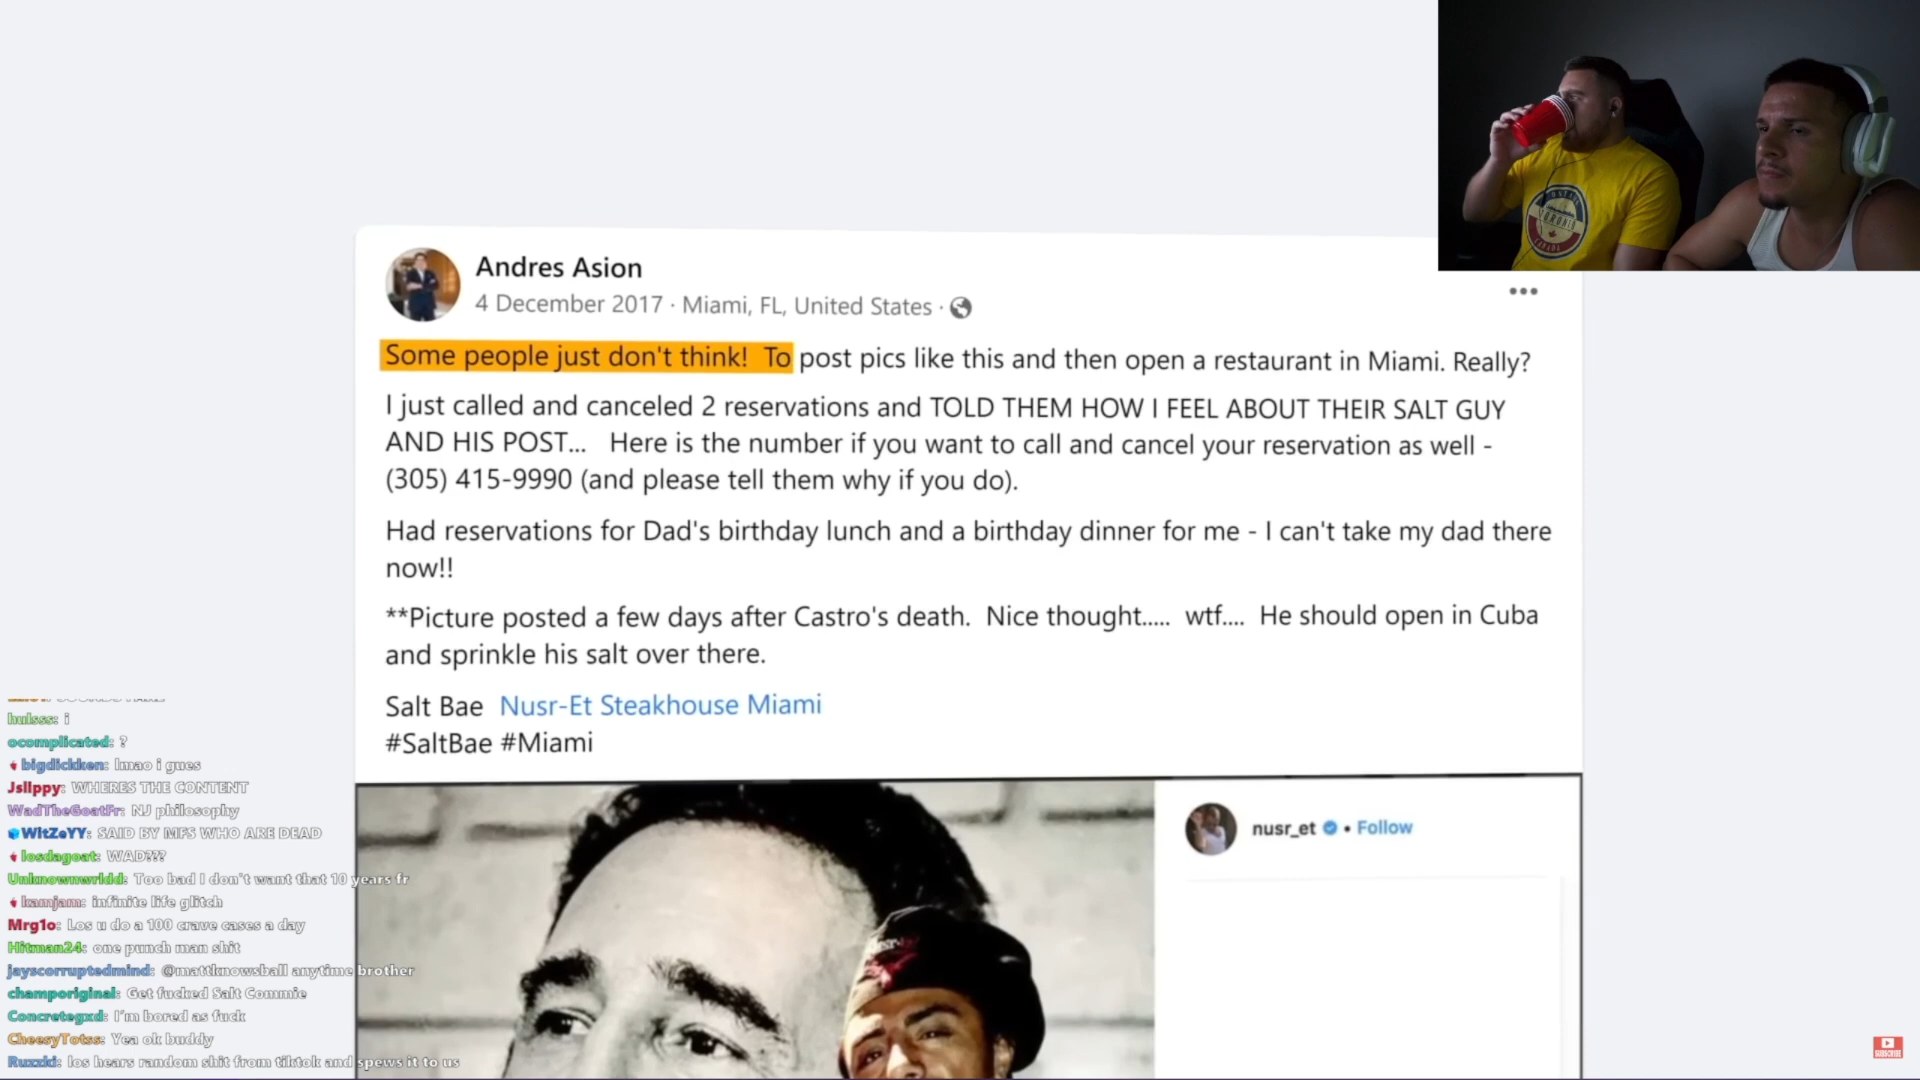 Andres Asion
4 December 2017 · Miami, FL, United States ·
Some people just don't think!  To post pics like this and then open a restaurant in Miami. Really?
I just called and canceled 2 reservations and TOLD THEM HOW I FEEL ABOUT THEIR SALT GUY
AND HIS POST...   Here is the number if you want to call and cancel your reservation as well -
(305) 415-9990 (and please tell them why if you do).
Had reservations for Dad's birthday lunch and a birthday dinner for me - I can't take my dad there
now!!
**Picture posted a few days after Castro's death.  Nice thought.....  wtf....  He should open in Cuba
and sprinkle his salt over there.
Salt Bae  Nusr-Et Steakhouse Miami
#SaltBae #Miami
nusr_et • Follow
hulsss: i
ocomplicated: ?
bigdickken: lmao i gues
Jsllppy: WHERES THE CONTENT
WadTheGoatFr: NJ philosophy
WltZeYY: SAID BY MFS WHO ARE DEAD
losdagoat: WAD???
Unknownwrldd: Too bad I don't want that 10 years fr
kamjam: infinite life glitch
Mrg1o: Los u do a 100 crave cases a day
Hitman24: one punch man shit
jayscorruptedmind: @mattknowsball anytime brother
champoriginal: Get fucked Salt Commie
Concretegxd: I'm bored as fuck
CheesyTotss: Yea ok buddy
Ruxzki: los hears random shit from tiktok and spews it to us
TORONTO
CANADA
SUBSCRIBE